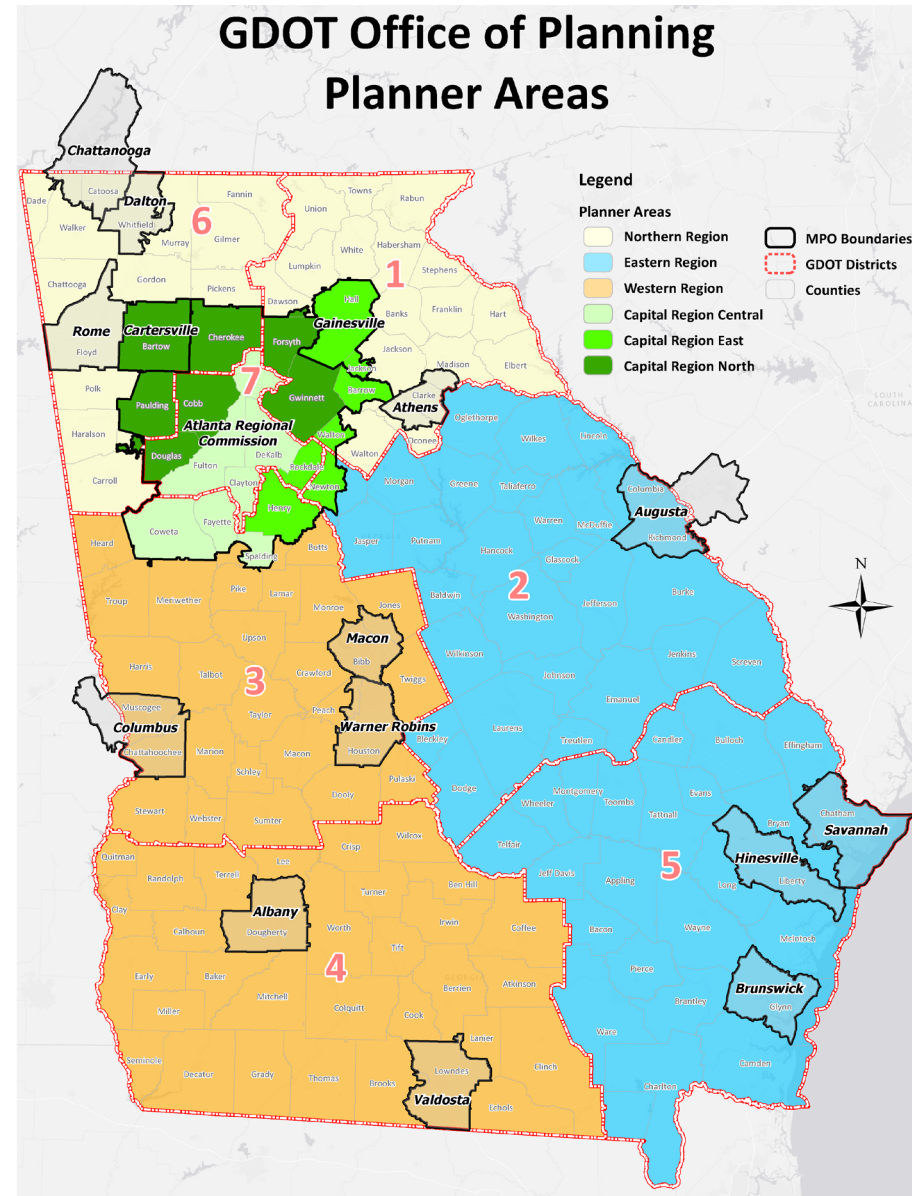 GDOT Office of Planning
Planner Areas
Legend
Planner Areas
Northern Region
Eastern Region
Western Region
Capital Region Central
Capital Region East
Capital Region North
MPO Boundaries
GDOT Districts
Counties
N
SOUTH
CAROLINA
GEORGIA
Chattanooga
Catoosa
Dade
Dalton
Fannin
Walker
Whitfield
6
Murray
Gilmer
Towns
Rabun
Union
White
Habersham
Lumpkin
1
Stephens
Chattooga
Gordon
Pickens
Dawson
Hall
Banks
Franklin
Hart
Rome
Floyd
Cartersville
Bartow
Cherokee
Forsyth
Gainesville
Jackson
Jackson
Madison
Elbert
Polk
7
Paulding
Cobb
Gwinnett
Barrow
Clarke
Athens
Oconee
Haralson
Atlanta Regional
Commission
Walton
Walton
Douglas
Fulton
DeKalb
Rockdale
Carroll
Clayton
Newton
Henry
Coweta
Fayette
Spalding
Butts
Heard
Oglethorpe
Wilkes
Lincoln
Morgan
Greene
Taliaferro
Columbia
Augusta
Richmond
Warren
McDuffie
Jasper
Putnam
Hancock
Glascock
2
Baldwin
Washington
Jefferson
Burke
Wilkinson
Johnson
Jenkins
Screven
Emanuel
Laurens
Treutlen
Bleckley
Dodge
Troup
Meriwether
Pike
Lamar
Monroe
Jones
Upson
Macon
Bibb
Harris
Talbot
3
Crawford
Twiggs
Muscogee
Columbus
Chattahoochee
Taylor
Peach
Warner Robins
Houston
Marion
Macon
Schley
Dooly
Pulaski
Stewart
Webster
Sumter
Candler
Bulloch
Effingham
Montgomery
Wheeler
Toombs
Evans
Tattnall
Telfair
Chatham
Savannah
Bryan
Hinesville
Liberty
Long
5
Jeff Davis
Appling
Bacon
Wayne
McIntosh
Pierce
Brantley
Brunswick
Glynn
Ware
Camden
Charlton
Quitman
Randolph
Terrell
Lee
Crisp
Wilcox
Clay
Calhoun
Albany
Dougherty
Worth
Turner
Ben Hill
Tift
Irwin
Coffee
Early
Baker
4
Mitchell
Colquitt
Berrien
Atkinson
Miller
Cook
Lanier
Seminole
Decatur
Grady
Thomas
Brooks
Lowndes
Valdosta
Clinch
Echols